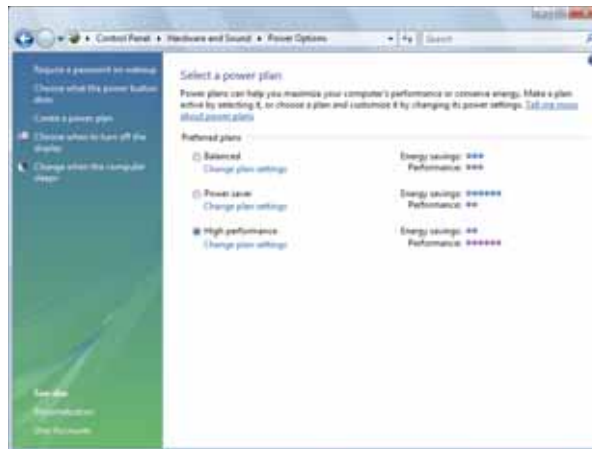 Control Panel ▸ Hardware and Sound ▸ Power Options
Search
Require a password on wakeup
Choose what the power button
does
Create a power plan
Choose when to turn off the
display
Change when the computer
sleeps
Select a power plan
Power plans can help you maximize your computer's performance or conserve energy. Make a plan
active by selecting it, or choose a plan and customize it by changing its power settings. Tell me more
about power plans
Preferred plans
Balanced
Energy savings:
Change plan settings
Performance:
Power saver
Energy savings:
Change plan settings
Performance:
High performance
Energy savings:
Change plan settings
Performance:
See also
Personalization
User Accounts